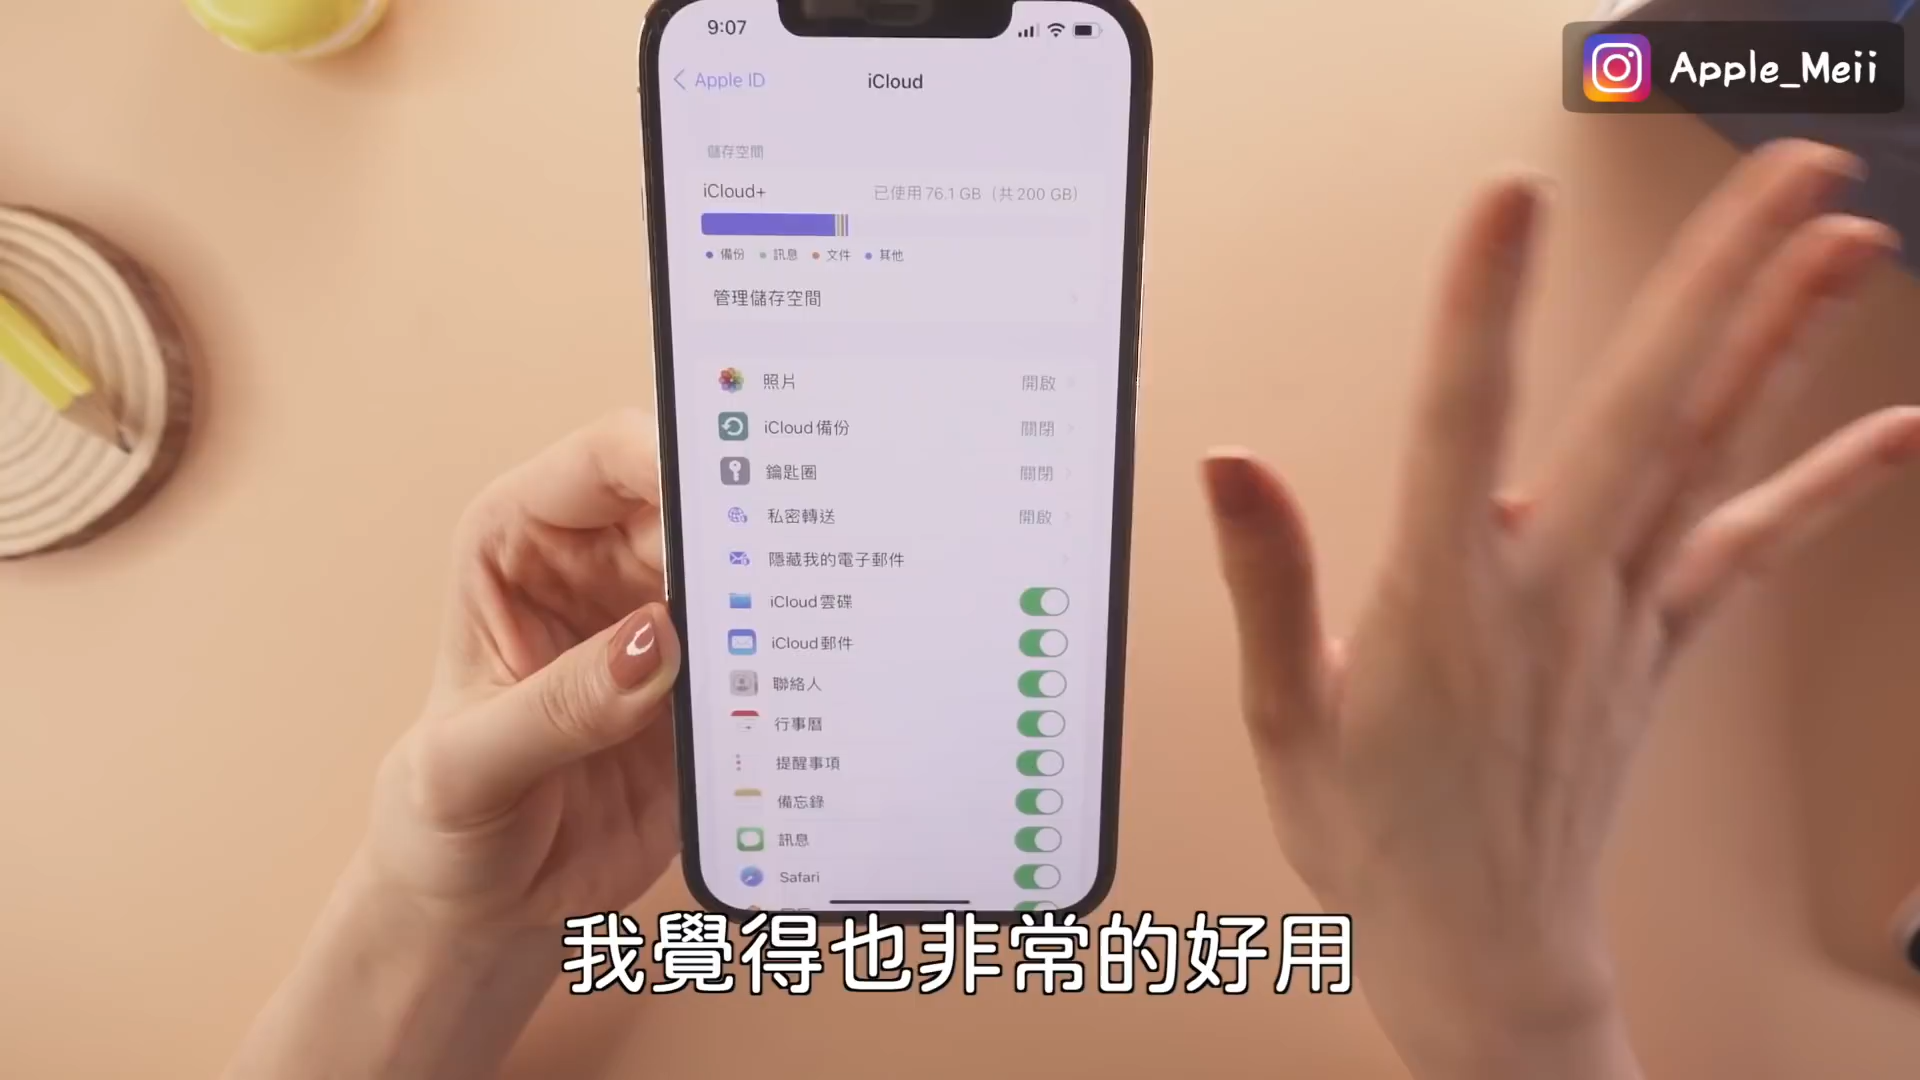 Apple_Meii
9:07
Apple ID
iCloud
儲存空間
iCloud+
已使用 76.1 GB（共 200 GB）
備份 訊息 文件 其他
管理儲存空間
照片 開啟
iCloud 備份 關閉
鑰匙圈 關閉
私密轉送 開啟
隱藏我的電子郵件
iCloud 雲碟
iCloud 郵件
聯絡人
行事曆
提醒事項
備忘錄
訊息
Safari
我覺得也非常的好用